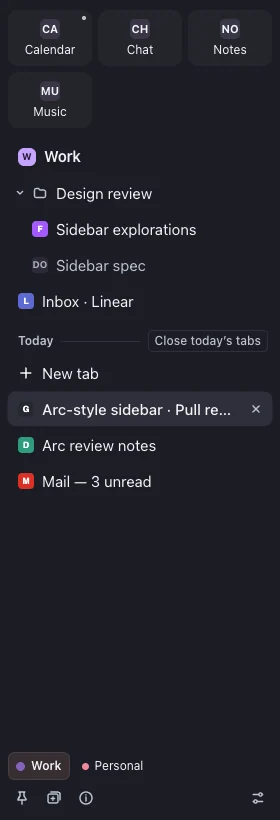 CA CH NO
Calendar Chat Notes
MU
Music
W Work
Design review
F Sidebar explorations
DO Sidebar spec
L Inbox · Linear
Today Close today's tabs
New tab
G Arc-style sidebar · Pull re...
D Arc review notes
M Mail — 3 unread
Work Personal